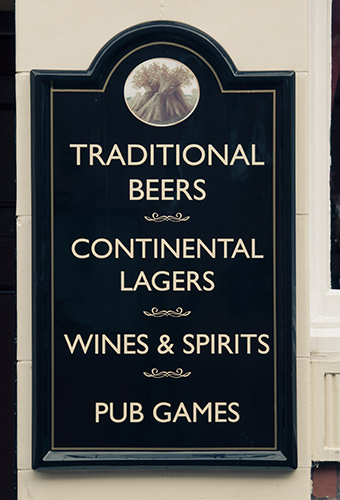 TRADITIONAL
BEERS
CONTINENTAL
LAGERS
WINES & SPIRITS
PUB GAMES